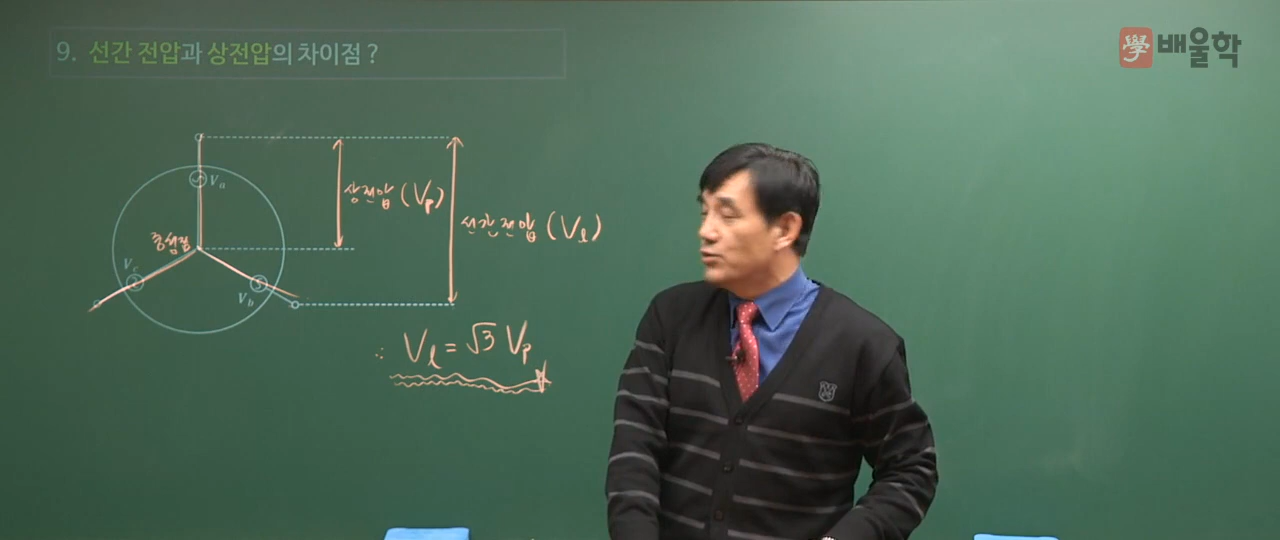 9. 선간 전압과 상전압의 차이점 ?
學 배울학
Va
상전압 (Vp)
선간전압 (Vℓ)
중성점
Vc
Vb
∴ Vℓ = √3 Vp